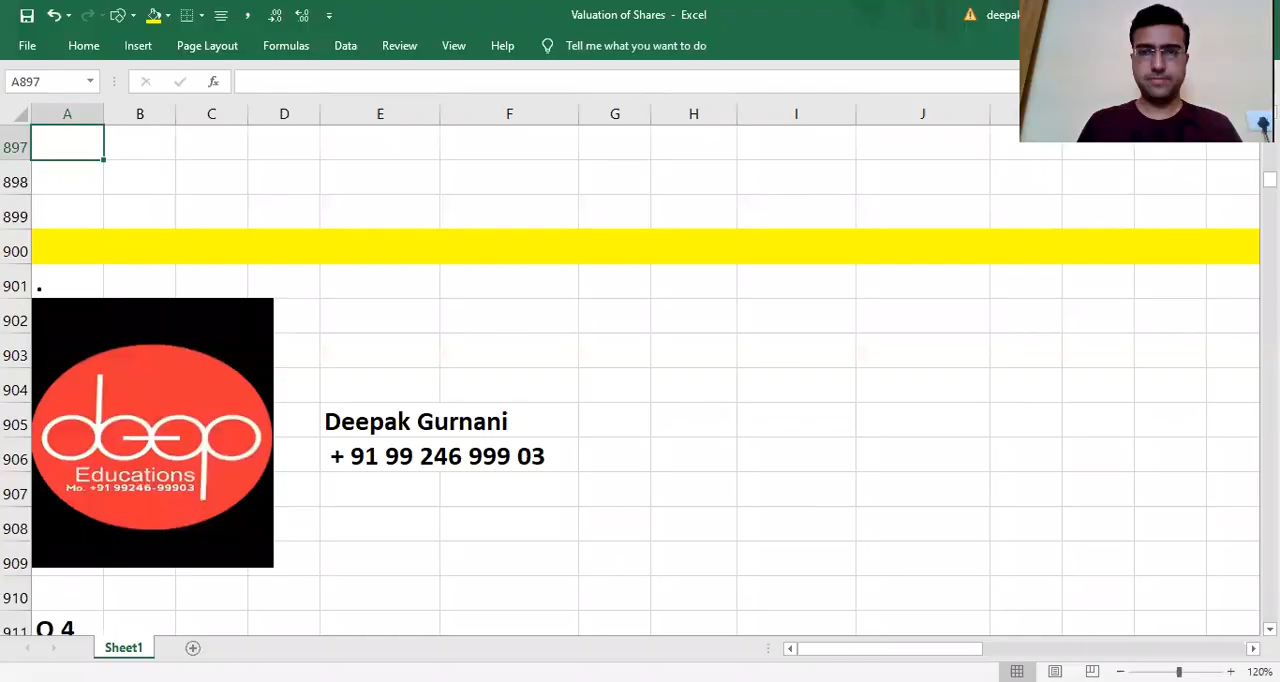 Valuation of Shares - Excel
deepak
File Home Insert Page Layout Formulas Data Review View Help Tell me what you want to do
A897
fx
A B C D E F G H I J
897
898
899
900
901 .
902
903
904
905
906
907
908
909
910
911
deep
Educations
Mo. +91 99246-99903
Deepak Gurnani
+ 91 99 246 999 03
Q 4
Sheet1
120%